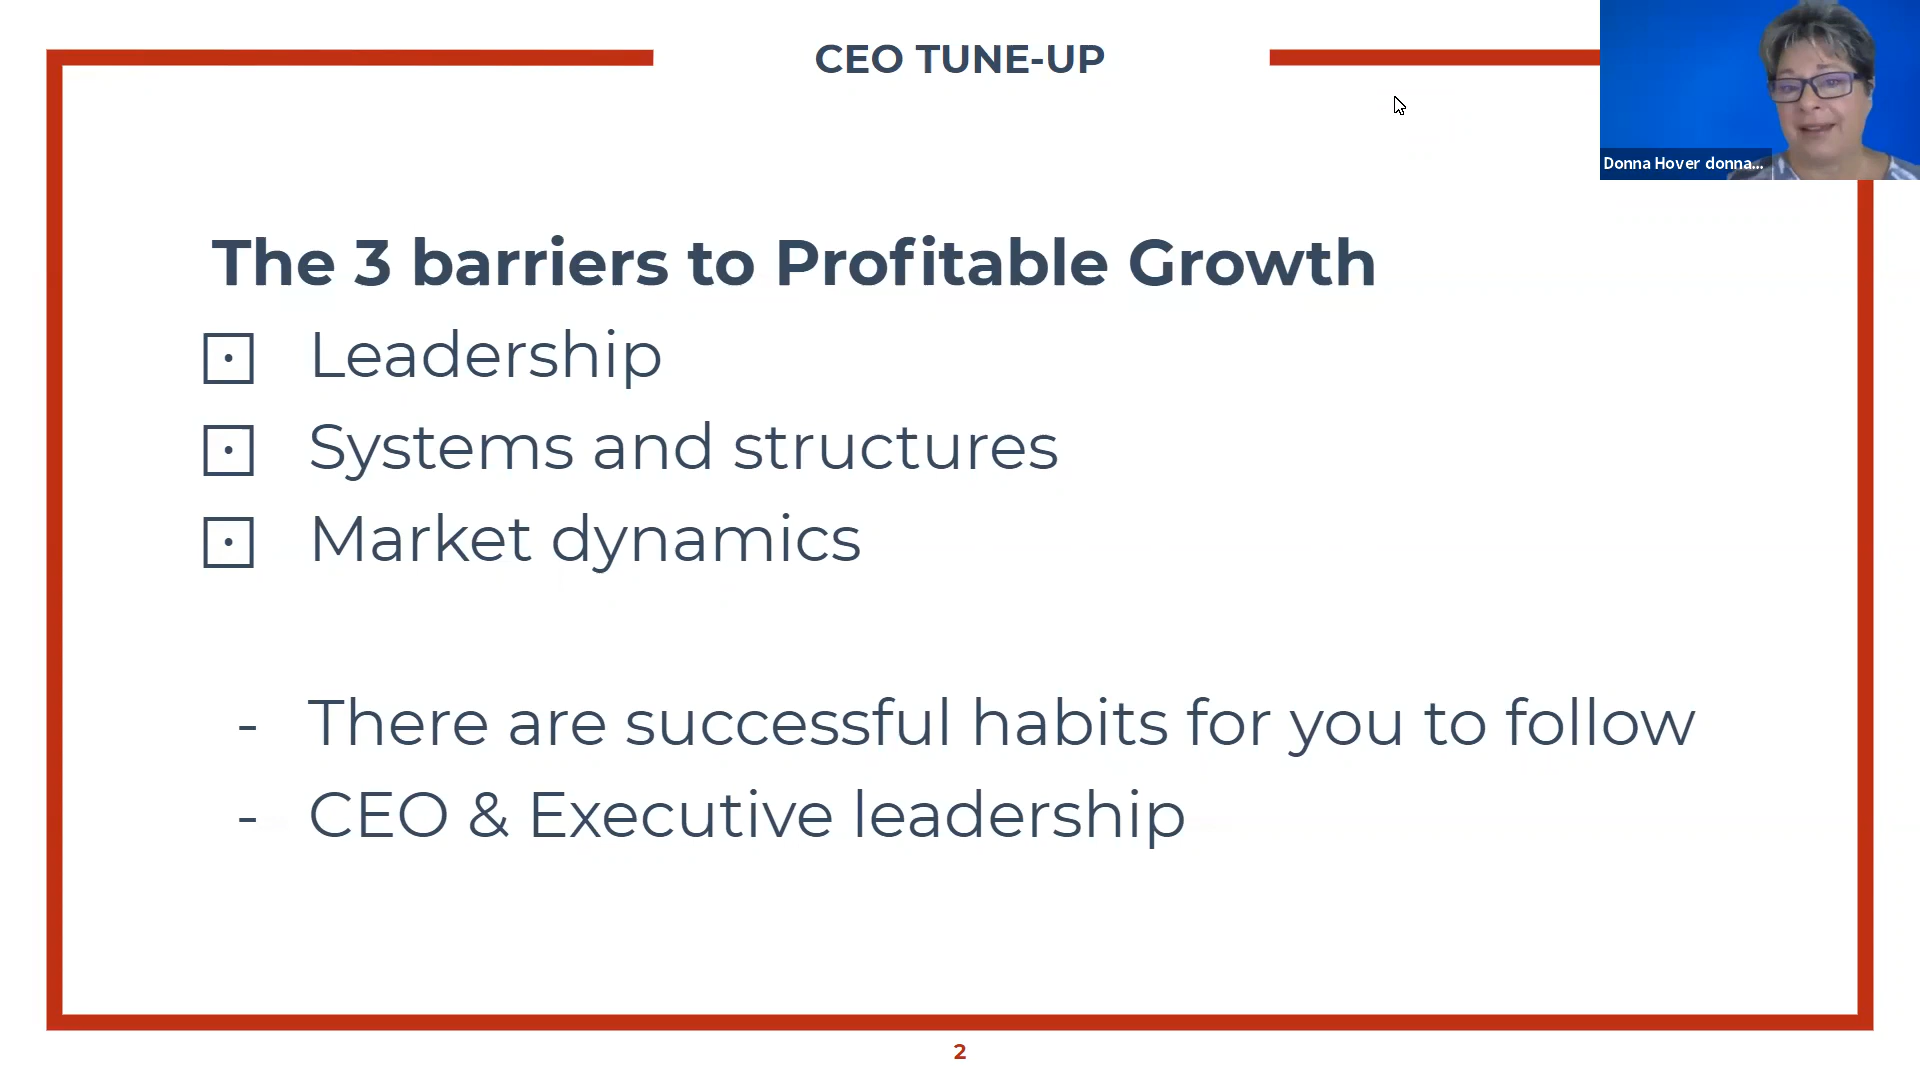 CEO TUNE-UP
Donna Hover donna...
The 3 barriers to Profitable Growth
Leadership
Systems and structures
Market dynamics
- There are successful habits for you to follow
- CEO & Executive leadership
2